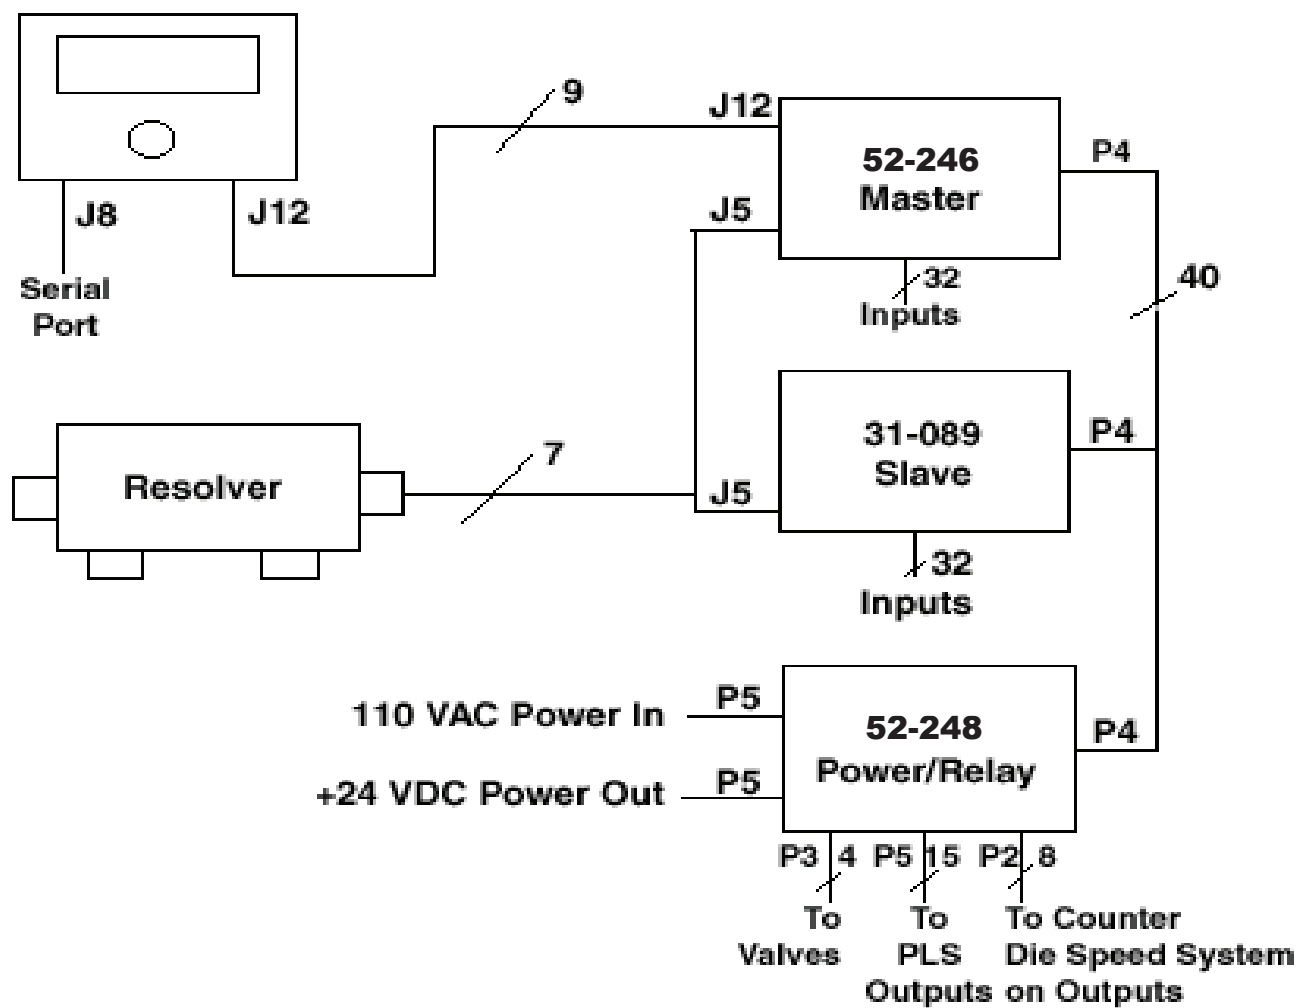 9
J12
52-246
Master
P4
J8
J12
J5
Serial
Port
32
Inputs
40
31-089
Slave
P4
Resolver
7
J5
32
Inputs
110 VAC Power In
P5
52-248
Power/Relay
P4
+24 VDC Power Out
P5
P3 4 P5 15 P2 8
To
Valves
To
PLS
Outputs
To Counter
Die Speed System
on Outputs